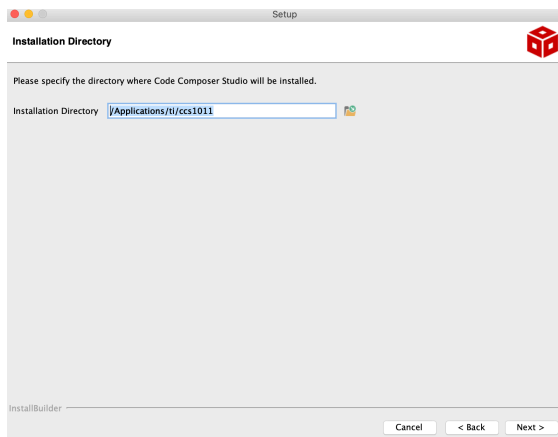 Setup
Installation Directory
Please specify the directory where Code Composer Studio will be installed.
Installation Directory /Applications/ti/ccs1011
InstallBuilder
Cancel < Back Next >